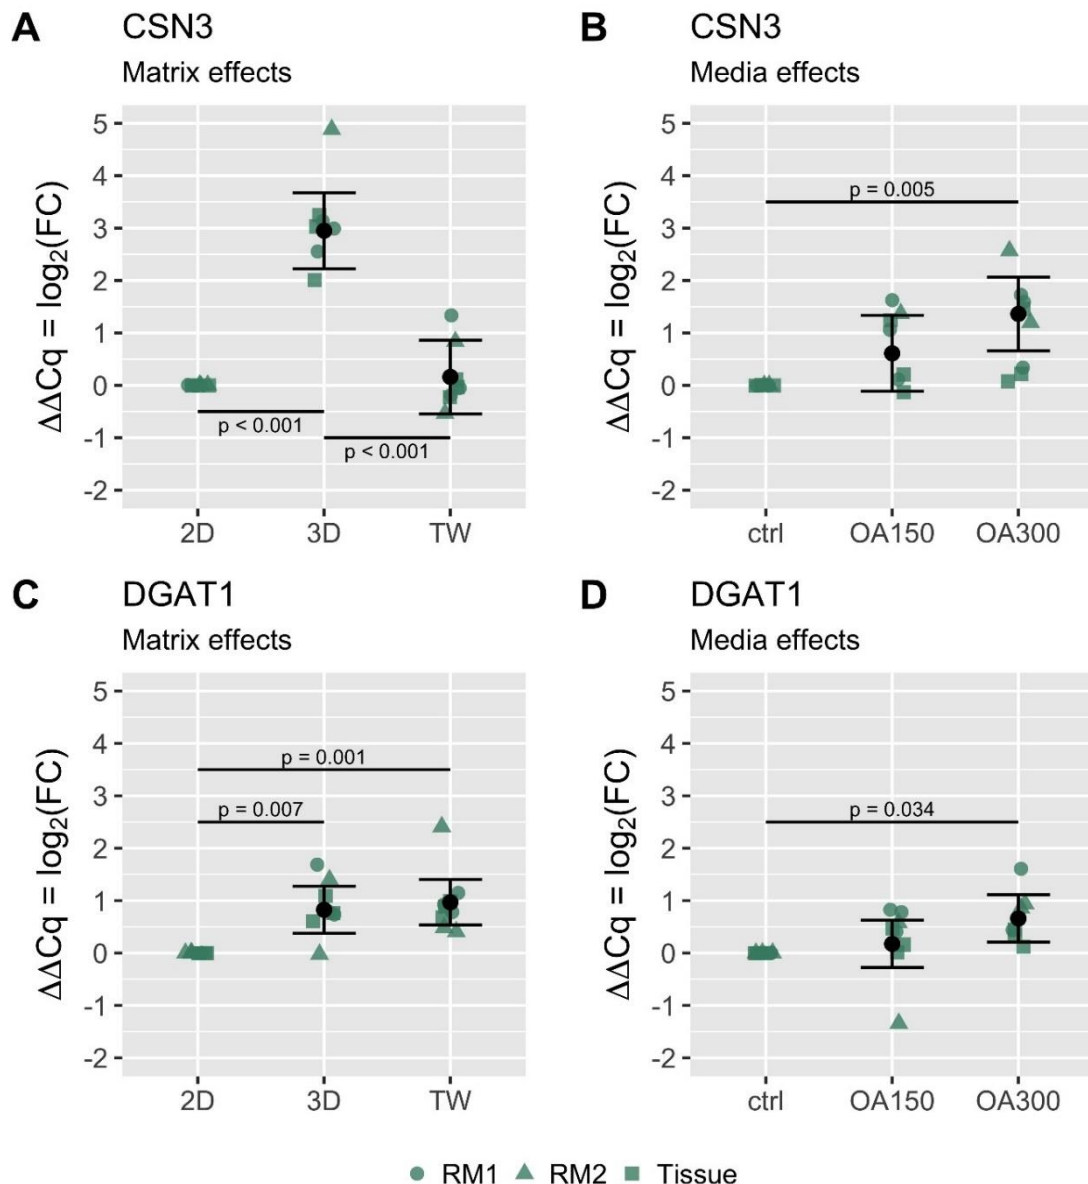 A CSN3
Matrix effects
ΔΔCq = log₂(FC)
5
4
3
2
1
0
-1
-2
p < 0.001
p < 0.001
2D 3D TW
B CSN3
Media effects
ΔΔCq = log₂(FC)
5
4
3
2
1
0
-1
-2
p = 0.005
ctrl OA150 OA300
C DGAT1
Matrix effects
ΔΔCq = log₂(FC)
5
4
3
2
1
0
-1
-2
p = 0.001
p = 0.007
2D 3D TW
D DGAT1
Media effects
ΔΔCq = log₂(FC)
5
4
3
2
1
0
-1
-2
p = 0.034
ctrl OA150 OA300
RM1 RM2 Tissue